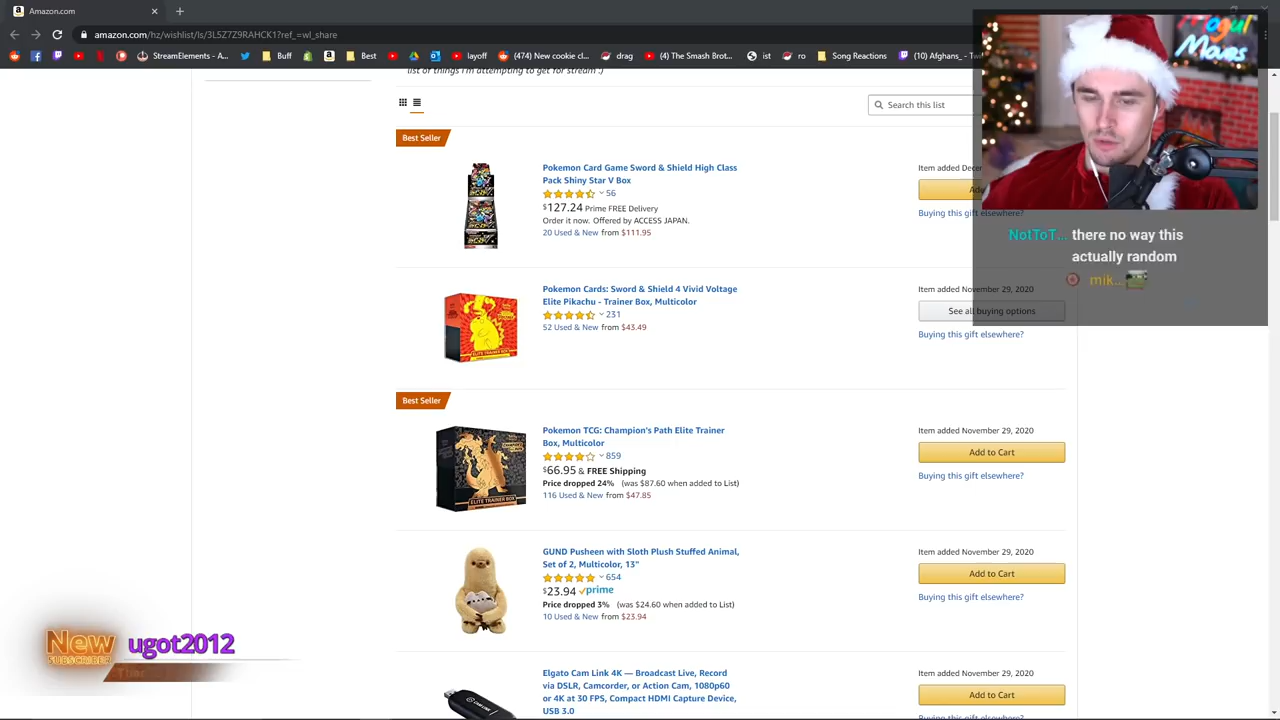 Amazon
amazon.com/hz/wishlist/ls/3L5Z7Z9RAHCK1?ref_=wl_share
StreamElements - A...
Buff
Best
layoff
(474) New cookie cl...
drag
(4) The Smash Brot...
ist
ro
Song Reactions
(10) Afghans_ - Tw
list of things i'm attempting to get for stream :)
Search this list
Best Seller
Pokemon Card Game Sword & Shield High Class
Pack Shiny Star V Box
56
$127.24 Prime FREE Delivery
Order it now. Offered by ACCESS JAPAN.
20 Used & New from $111.95
Item added Dece
Buying this gift elsewhere?
Pokemon Cards: Sword & Shield 4 Vivid Voltage
Elite Pikachu - Trainer Box, Multicolor
231
52 Used & New from $43.49
Item added November 29, 2020
See all buying options
Buying this gift elsewhere?
ELITE TRAINER BOX
Best Seller
Pokemon TCG: Champion's Path Elite Trainer
Box, Multicolor
859
$66.95 & FREE Shipping
Price dropped 24% (was $87.60 when added to List)
116 Used & New from $47.85
Item added November 29, 2020
Add to Cart
Buying this gift elsewhere?
ELITE TRAINER BOX
GUND Pusheen with Sloth Plush Stuffed Animal,
Set of 2, Multicolor, 13"
654
$23.94 prime
Price dropped 3% (was $24.60 when added to List)
10 Used & New from $23.94
Item added November 29, 2020
Add to Cart
Buying this gift elsewhere?
Elgato Cam Link 4K — Broadcast Live, Record
via DSLR, Camcorder, or Action Cam, 1080p60
or 4K at 30 FPS, Compact HDMI Capture Device,
USB 3.0
Item added November 29, 2020
Add to Cart
Buying this gift elsewhere?
Mogul
Moves
NotToT... there no way this
actually random
mik...
New
SUBSCRIBER
ugot2012